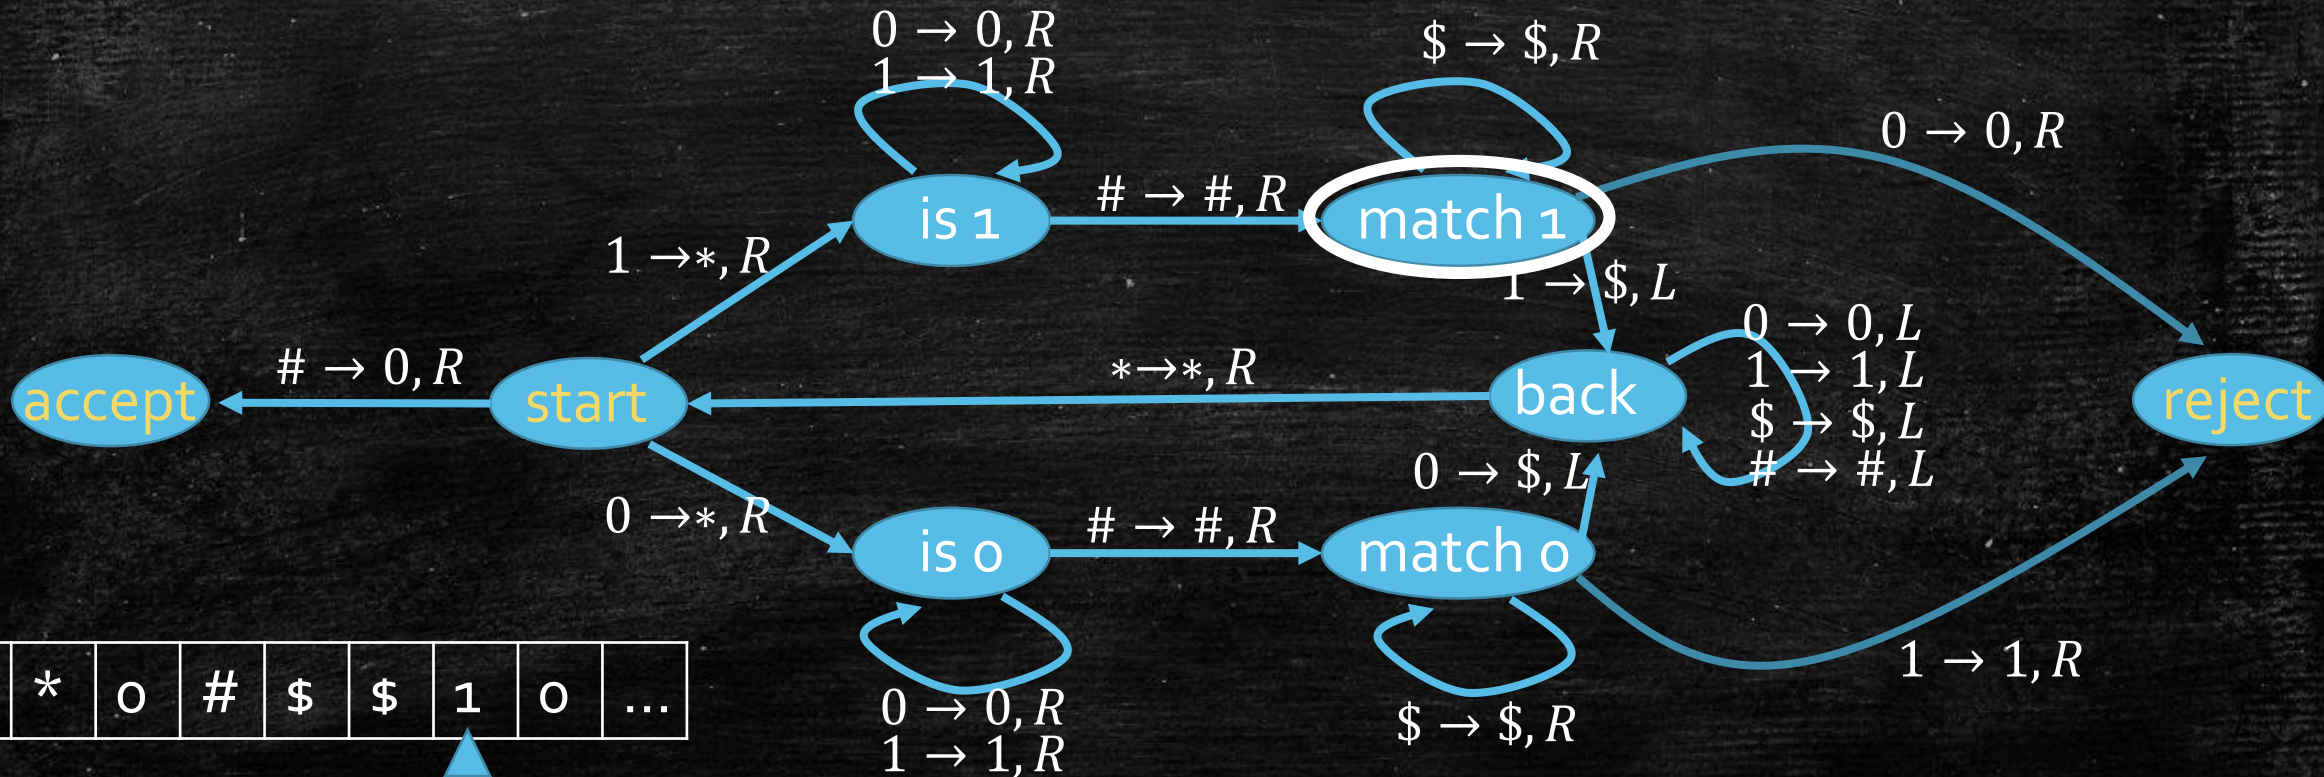 0 → 0, R
1 → 1, R
$ → $, R
0 → 0, R
# → #, R
is 1
match 1
1 →*, R
1 → $, L
0 → 0, L
1 → 1, L
$ → $, L
# → #, L
# → 0, R
*→*, R
accept
start
back
reject
0 → $, L
0 →*, R
# → #, R
is 0
match 0
1 → 1, R
* 0 # $ $ 1 0 ...
0 → 0, R
1 → 1, R
$ → $, R